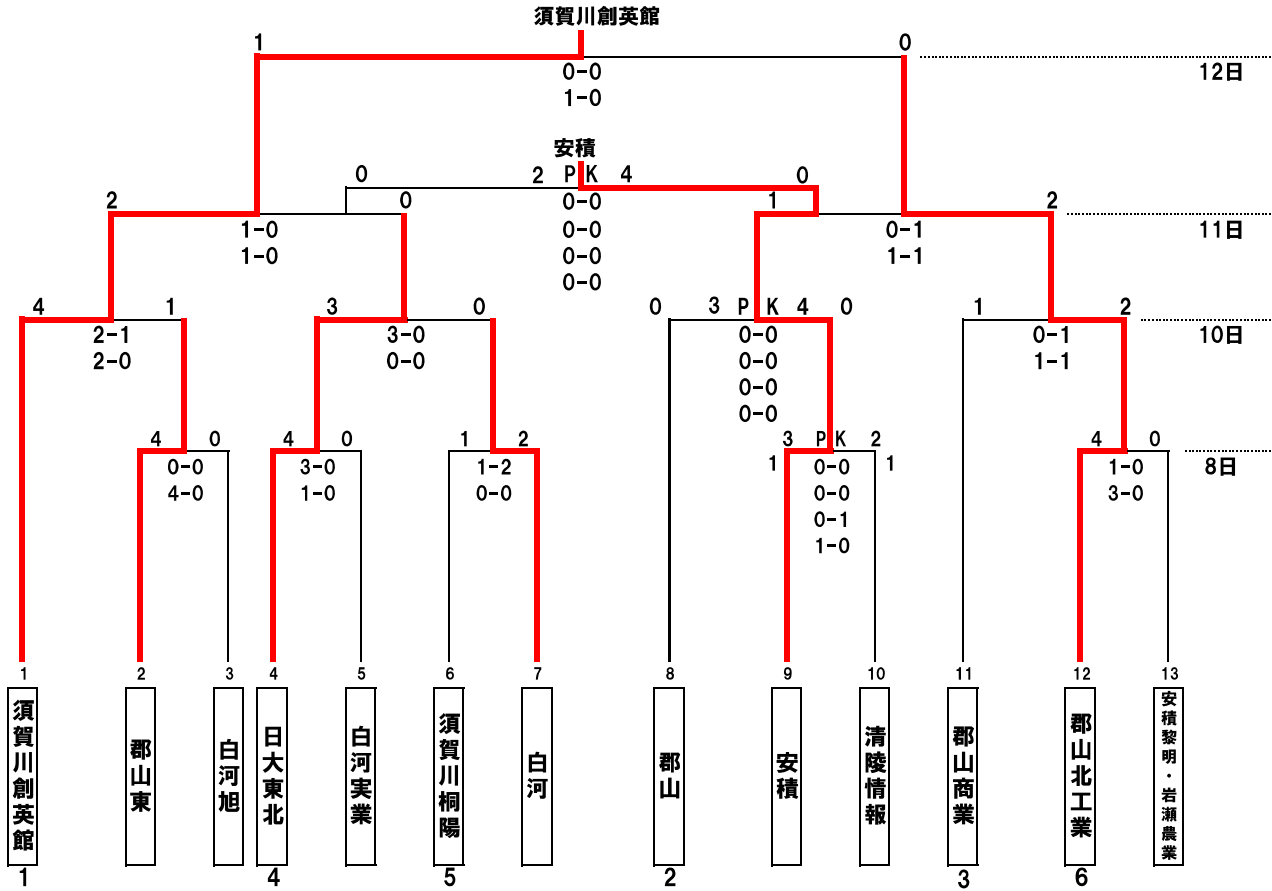 須賀川創英館
1 0
0-0 12日
1-0
安積
0 2 PK 4 0
2 0 0-0 1 2
1-0 0-0 0-1 11日
1-0 0-0 1-1
0-0
4 1 3 0 0 3 PK 4 0 1 2
2-1 3-0 0-0 0-1 10日
2-0 0-0 0-0 1-1
0-0
0-0
4 0 4 0 1 2 3 PK 2 4 0
0-0 3-0 1-2 1 0-0 1 1-0 8日
4-0 1-0 0-0 0-0 3-0
0-1
1-0
1 2 3 4 5 6 7 8 9 10 11 12 13
須賀川創英館
郡山東
白河旭
日大東北
白河実業
須賀川桐陽
白河
郡山
安積
清陵情報
郡山商業
郡山北工業
安積黎明・岩瀬農業
1 4 5 2 3 6